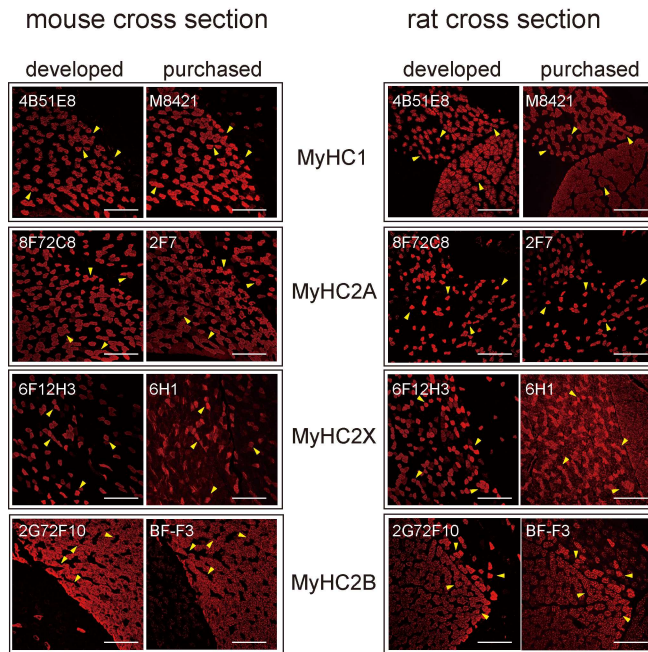 mouse cross section
rat cross section
developed
purchased
developed
purchased
4B51E8
M8421
MyHC1
4B51E8
M8421
8F72C8
2F7
MyHC2A
8F72C8
2F7
6F12H3
6H1
MyHC2X
6F12H3
6H1
2G72F10
BF-F3
MyHC2B
2G72F10
BF-F3